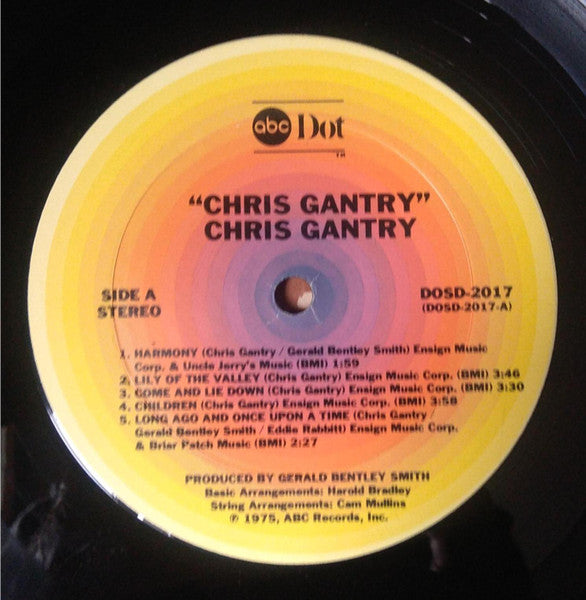 abc Dot
TM
"CHRIS GANTRY"
CHRIS GANTRY
SIDE A
STEREO
DOSD-2017
(DOSD-2017-A)
1. HARMONY (Chris Gantry / Gerald Bentley Smith) Ensign Music
Corp. & Uncle Jerry's Music (BMI) 1:59
2. LILY OF THE VALLEY (Chris Gantry) Ensign Music Corp. (BMI) 3:46
3. COME AND LIE DOWN (Chris Gantry) Ensign Music Corp. (BMI) 3:30
4. CHILDREN (Chris Gantry) Ensign Music Corp. (BMI) 3:58
5. LONG AGO AND ONCE UPON A TIME (Chris Gantry /
Gerald Bentley Smith / Eddie Rabbitt) Ensign Music Corp.
& Briar Patch Music (BMI) 2:27
PRODUCED BY GERALD BENTLEY SMITH
Basic Arrangements: Harold Bradley
String Arrangements: Cam Mullins
℗ 1975, ABC Records, Inc.